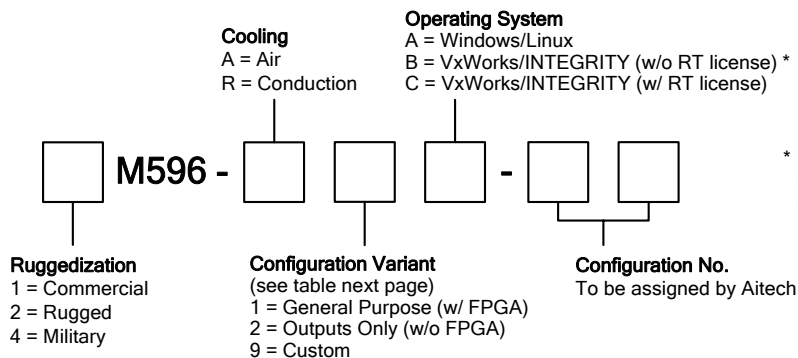 Operating System
A = Windows/Linux
B = VxWorks/INTEGRITY (w/o RT license) *
C = VxWorks/INTEGRITY (w/ RT license)
Cooling
A = Air
R = Conduction
M596 - -
*
Ruggedization
1 = Commercial
2 = Rugged
4 = Military
Configuration Variant
(see table next page)
1 = General Purpose (w/ FPGA)
2 = Outputs Only (w/o FPGA)
9 = Custom
Configuration No.
To be assigned by Aitech